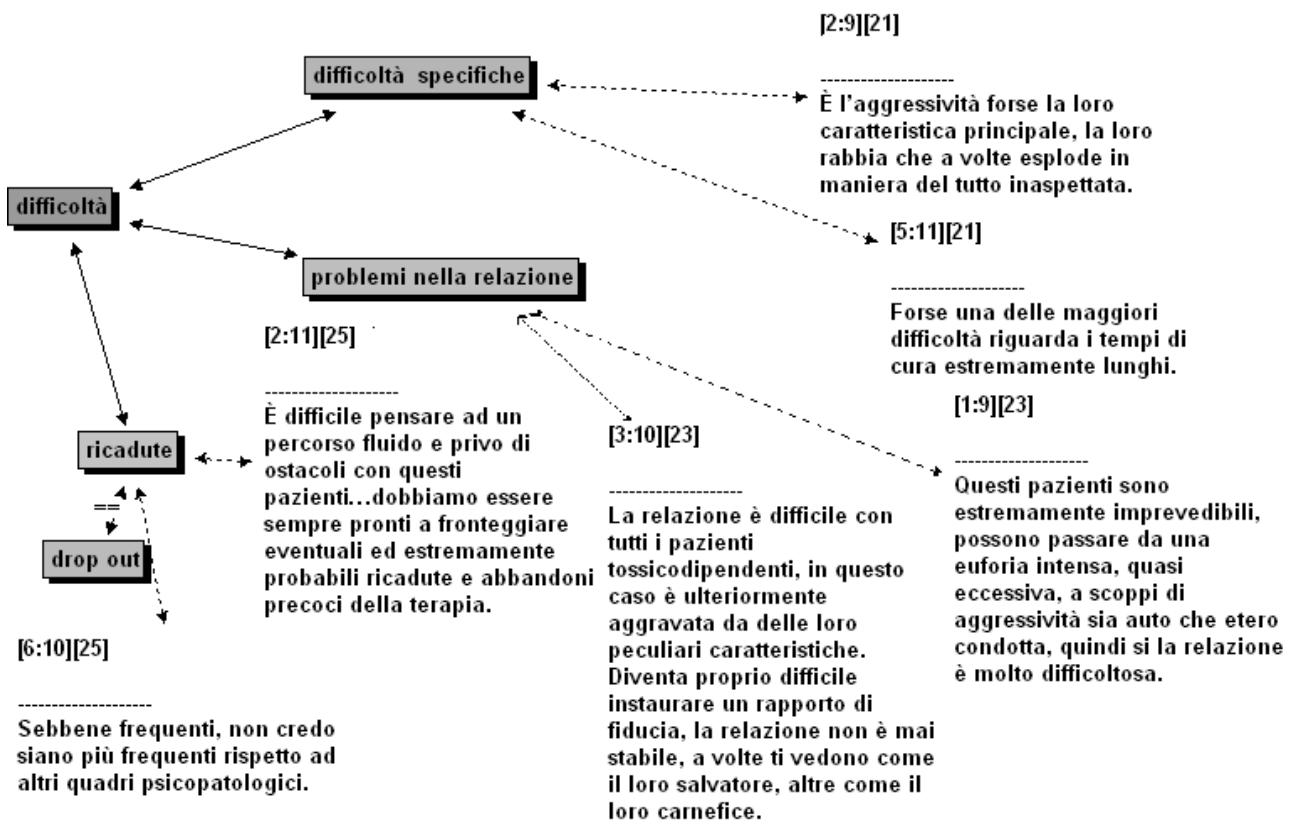 [2:9][21]
--------------------
È l'aggressività forse la loro
caratteristica principale, la loro
rabbia che a volte esplode in
maniera del tutto inaspettata.
difficoltà specifiche
difficoltà
[5:11][21]
--------------------
Forse una delle maggiori
difficoltà riguarda i tempi di
cura estremamente lunghi.
problemi nella relazione
[2:11][25]
--------------------
È difficile pensare ad un
percorso fluido e privo di
ostacoli con questi
pazienti...dobbiamo essere
sempre pronti a fronteggiare
eventuali ed estremamente
probabili ricadute e abbandoni
precoci della terapia.
[3:10][23]
--------------------
La relazione è difficile con
tutti i pazienti
tossicodipendenti, in questo
caso è ulteriormente
aggravata da delle loro
peculiari caratteristiche.
Diventa proprio difficile
instaurare un rapporto di
fiducia, la relazione non è mai
stabile, a volte ti vedono come
il loro salvatore, altre come il
loro carnefice.
[1:9][23]
--------------------
Questi pazienti sono
estremamente imprevedibili,
possono passare da una
euforia intensa, quasi
eccessiva, a scoppi di
aggressività sia auto che etero
condotta, quindi si la relazione
è molto difficoltosa.
ricadute
==
drop out
[6:10][25]
--------------------
Sebbene frequenti, non credo
siano più frequenti rispetto ad
altri quadri psicopatologici.